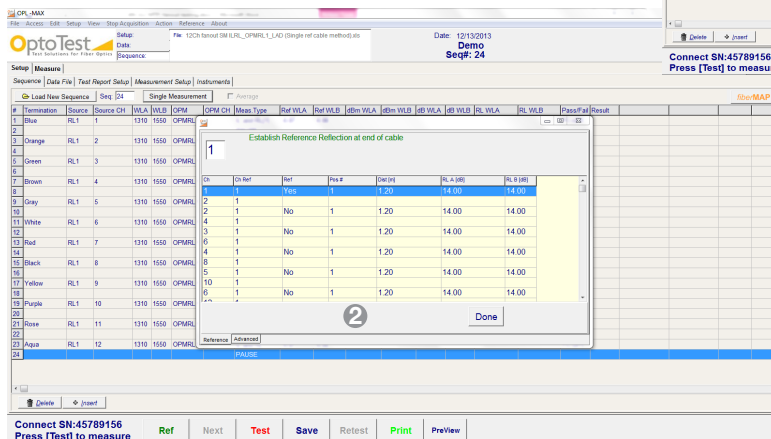 OPL-MAX
File Access Edit Setup View Stop Acquisition Action Reference About
OptoTest
Test Solutions for Fiber Optics
Setup:
Data:
Sequence:
File: 12Ch fanout SM ILRL_OPMR1_LAD (Single ref cable method).xls
Date: 12/13/2013
Demo
Seq#: 24
Delete Insert
Connect SN:45789156
Press [Test] to measu
Setup Measure
Sequence Data File Test Report Setup Measurement Setup Instruments
Load New Sequence Seq: 24 Single Measurement Average
fiberMAP
# Termination Source Source CH WLA WLB OPM OPM CH Meas.Type Ref WLA Ref WLB dBm WLA dBm WLB dB WLA dB WLB RL WLA RL WLB Pass/Fail Result
1 Blue RL1 1 1310 1550 OPMRL
2
3 Orange RL1 2 1310 1550 OPMRL
4
5 Green RL1 3 1310 1550 OPMRL
6
7 Brown RL1 4 1310 1550 OPMRL
8
9 Gray RL1 5 1310 1550 OPMRL
10
11 White RL1 6 1310 1550 OPMRL
12
13 Red RL1 7 1310 1550 OPMRL
14
15 Black RL1 8 1310 1550 OPMRL
16
17 Yellow RL1 9 1310 1550 OPMRL
18
19 Purple RL1 10 1310 1550 OPMRL
20
21 Rose RL1 11 1310 1550 OPMRL
22
23 Aqua RL1 12 1310 1550 OPMRL
24 PAUSE
Establish Reference Reflection at end of cable
1
Ch Ch Ref Ref Pos # Dist [m] RL A [dB] RL B [dB]
1 1 Yes 1 1.20 14.00 14.00
2 1
2 1 No 1 1.20 14.00 14.00
4 1
3 1 No 1 1.20 14.00 14.00
6 1
4 1 No 1 1.20 14.00 14.00
8 1
5 1 No 1 1.20 14.00 14.00
10 1
6 1 No 1 1.20 14.00 14.00
12 1
2
Done
Reference Advanced
Delete Insert
Connect SN:45789156
Press [Test] to measure
Ref Next Test Save Retest Print PreView